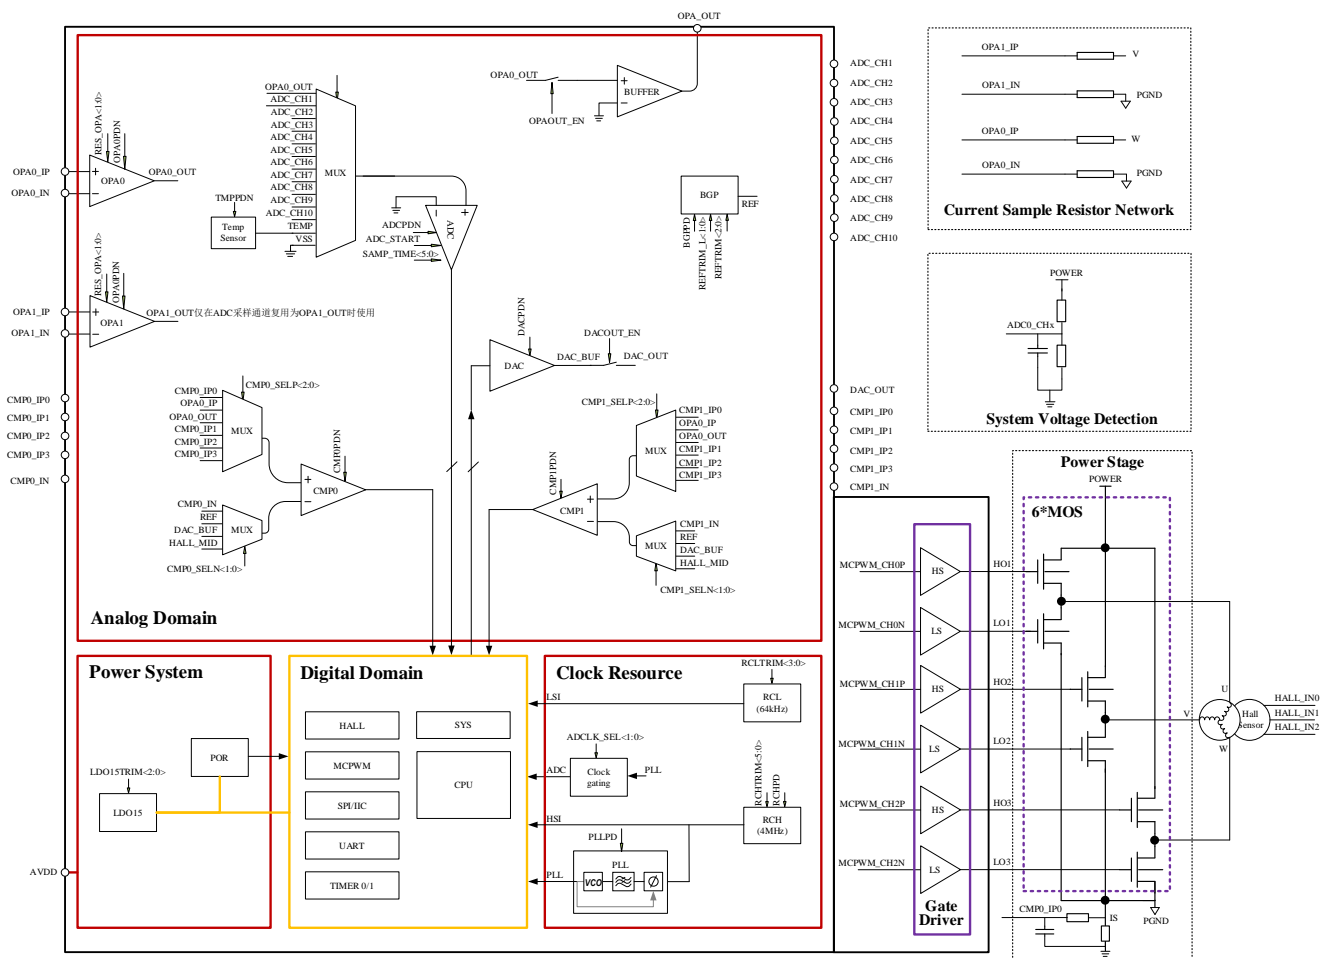 OPA_OUT
OPA0_OUT
BUFFER
OPAOUT_EN
RES_OPA<1:0>
OPA0PDN
OPA0_IP
OPA0_IN
OPA0
OPA0_OUT
OPA0_OUT
ADC_CH1
ADC_CH2
ADC_CH3
ADC_CH4
ADC_CH5
ADC_CH6
ADC_CH7
ADC_CH8
ADC_CH9
ADC_CH10
TEMP
VSS
MUX
TMPPDN
Temp
Sensor
ADC
ADCPDN
ADC_START
SAMP_TIME<5:0>
BGP
REF
BGPPD
REFTRIM_L<1:0>
REFTRIM<2:0>
RES_OPA<1:0>
OPA0PDN
OPA1_IP
OPA1_IN
OPA1
OPA1_OUT仅在ADC采样通道复用为OPA1_OUT时使用
DACPDN
DAC
DAC_BUF
DACOUT_EN
DAC_OUT
CMP0_IP0
CMP0_IP1
CMP0_IP2
CMP0_IP3
CMP0_IN
CMP0_SELP<2:0>
CMP0_IP0
OPA0_IP
OPA0_OUT
CMP0_IP1
CMP0_IP2
CMP0_IP3
MUX
CMP0PDN
CMP0
CMP0_IN
REF
DAC_BUF
HALL_MID
MUX
CMP0_SELN<1:0>
CMP1_SELP<2:0>
CMP1_IP0
OPA0_IP
OPA0_OUT
CMP1_IP1
CMP1_IP2
CMP1_IP3
MUX
CMP1PDN
CMP1
CMP1_IN
REF
DAC_BUF
HALL_MID
MUX
CMP1_SELN<1:0>
Analog Domain
ADC_CH1
ADC_CH2
ADC_CH3
ADC_CH4
ADC_CH5
ADC_CH6
ADC_CH7
ADC_CH8
ADC_CH9
ADC_CH10
DAC_OUT
CMP1_IP0
CMP1_IP1
CMP1_IP2
CMP1_IP3
CMP1_IN
OPA1_IP
V
OPA1_IN
PGND
OPA0_IP
W
OPA0_IN
PGND
Current Sample Resistor Network
POWER
ADC0_CHx
System Voltage Detection
Power Stage
POWER
6*MOS
MCPWM_CH0P
HS
HO1
MCPWM_CH0N
LS
LO1
MCPWM_CH1P
HS
HO2
MCPWM_CH1N
LS
LO2
MCPWM_CH2P
HS
HO3
MCPWM_CH2N
LS
LO3
Gate
Driver
U
V
W
Hall
Sensor
HALL_IN0
HALL_IN1
HALL_IN2
CMP0_IP0
IS
PGND
Power System
POR
LDO15TRIM<2:0>
LDO15
AVDD
Digital Domain
HALL
MCPWM
SPI/IIC
UART
TIMER 0/1
SYS
CPU
Clock Resource
RCLTRIM<3:0>
LSI
RCL
(64kHz)
ADCLK_SEL<1:0>
ADC
Clock
gating
PLL
RCHTRIM<5:0>
RCHPD
HSI
RCH
(4MHz)
PLLPD
PLL
PLL
VCO